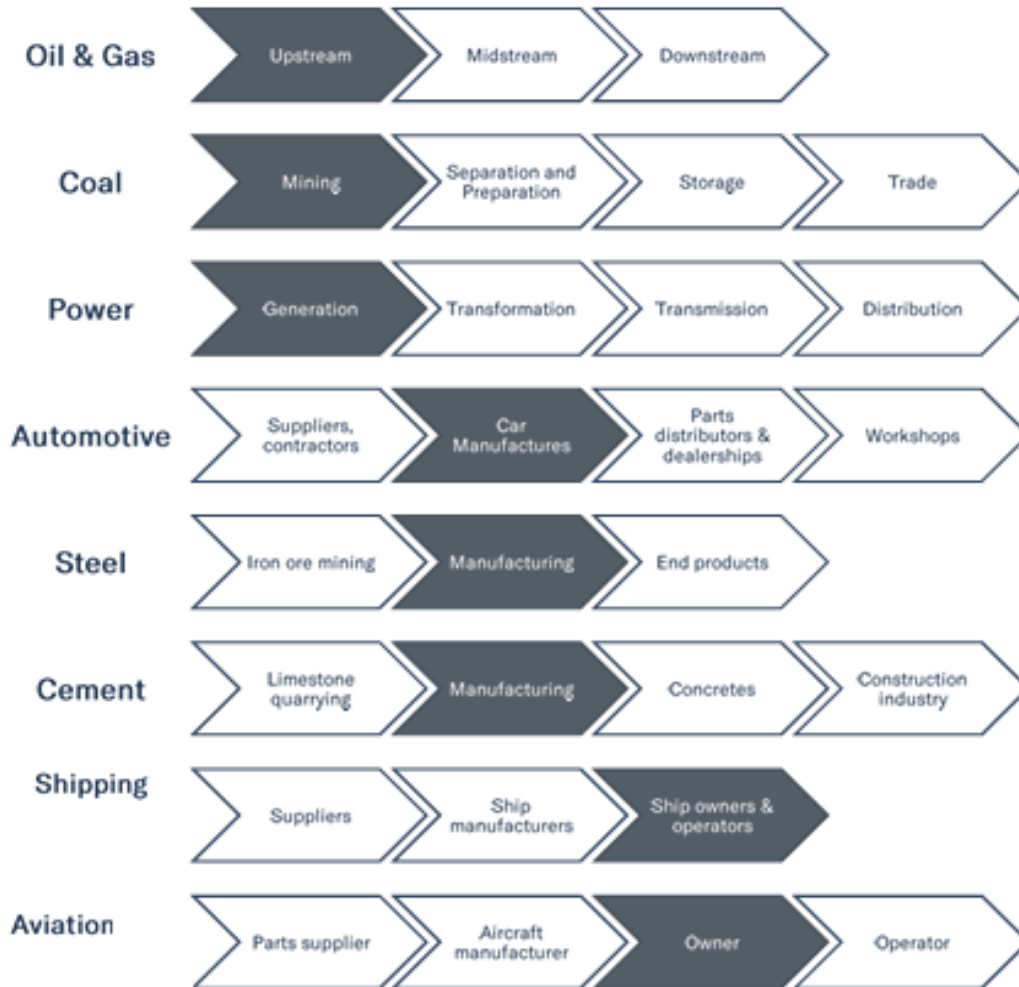 Oil & Gas
Upstream
Midstream
Downstream
Coal
Mining
Separation and
Preparation
Storage
Trade
Power
Generation
Transformation
Transmission
Distribution
Automotive
Suppliers,
contractors
Car
Manufactures
Parts
distributors &
dealerships
Workshops
Steel
Iron ore mining
Manufacturing
End products
Cement
Limestone
quarrying
Manufacturing
Concretes
Construction
industry
Shipping
Suppliers
Ship
manufacturers
Ship owners &
operators
Aviation
Parts supplier
Aircraft
manufacturer
Owner
Operator